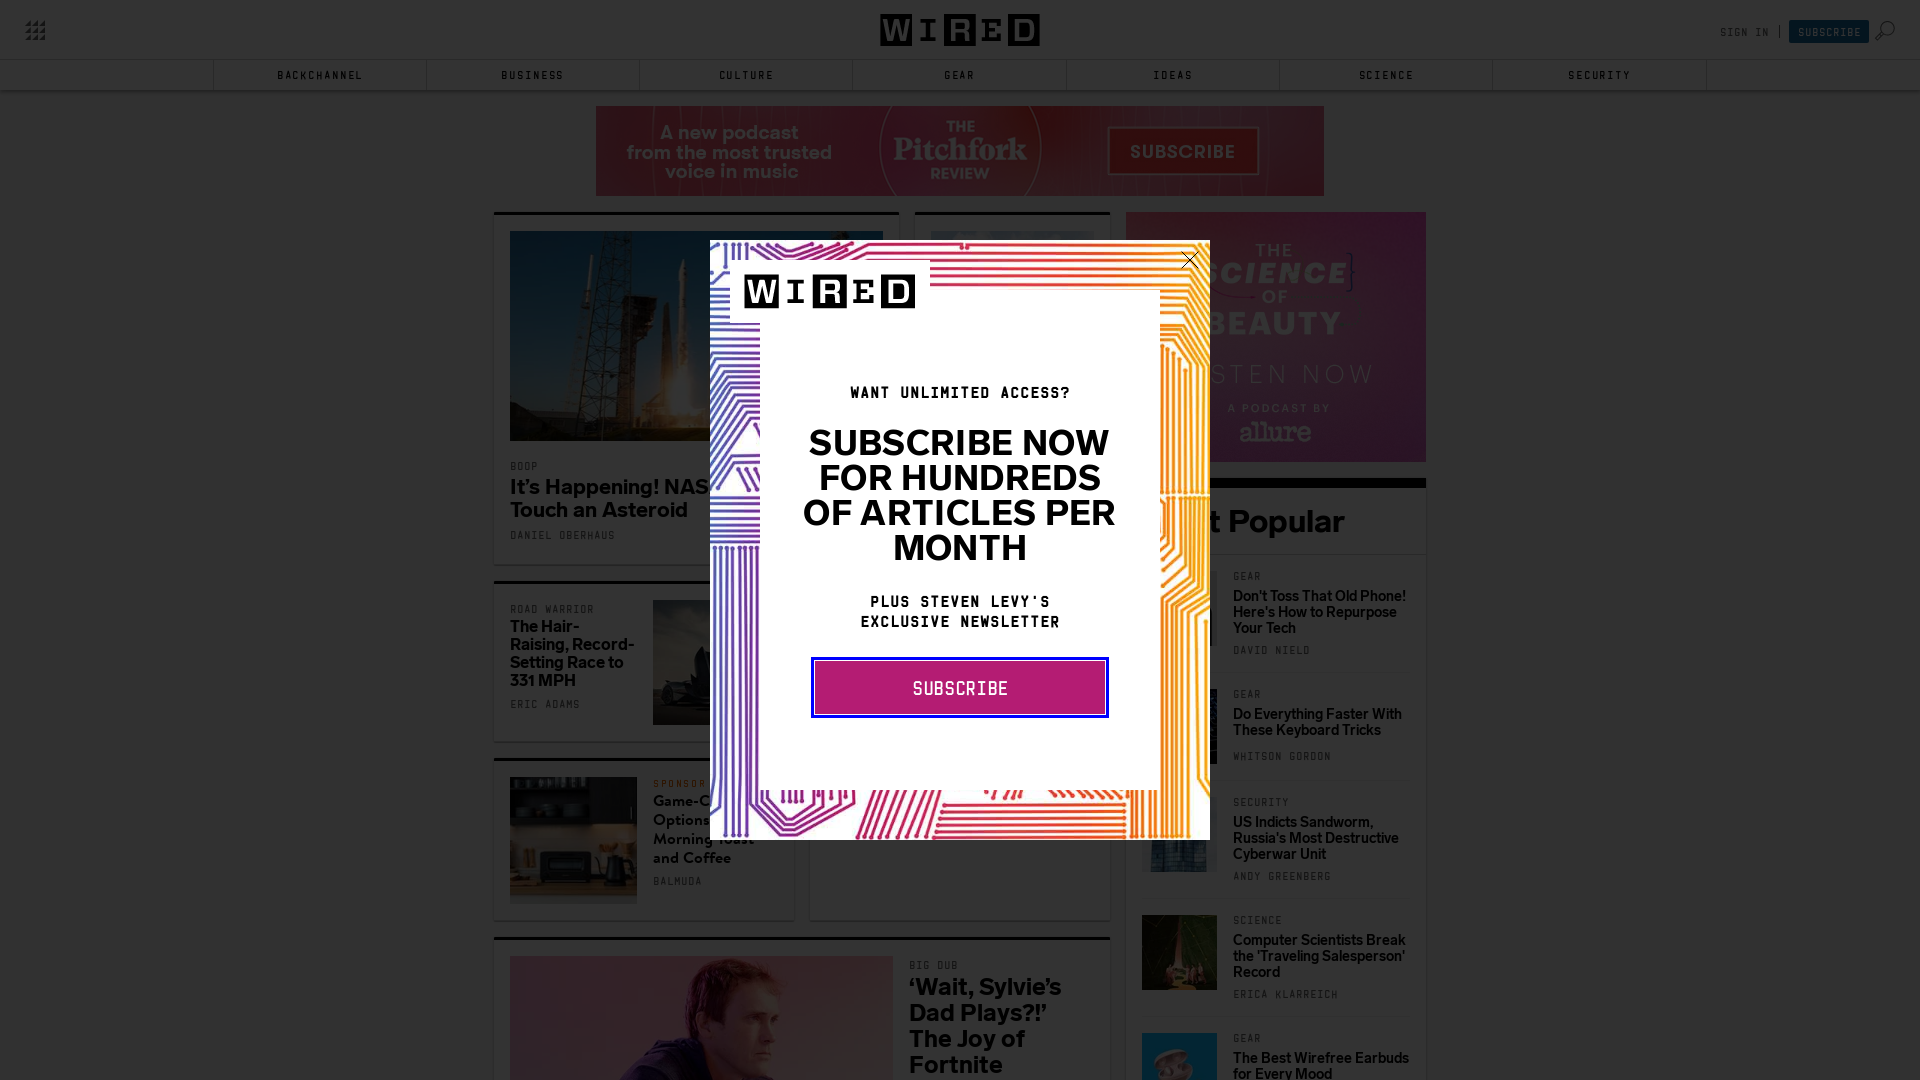 WIRED
SIGN IN
SUBSCRIBE
BACKCHANNEL
BUSINESS
CULTURE
GEAR
IDEAS
SCIENCE
SECURITY
A new podcast
from the most trusted
voice in music
THE
Pitchfork
REVIEW
SUBSCRIBE
BOOP
It's Happening! NAS
Touch an Asteroid
DANIEL OBERHAUS
ROAD WARRIOR
The Hair-
Raising, Record-
Setting Race to
331 MPH
ERIC ADAMS
SPONSOR
Options
Morning Toast
and Coffee
BALMUDA
BIG DUB
‘Wait, Sylvie’s
Dad Plays?!’
The Joy of
Fortnite
WIRED
WANT UNLIMITED ACCESS?
SUBSCRIBE NOW
FOR HUNDREDS
OF ARTICLES PER
MONTH
PLUS STEVEN LEVY'S
EXCLUSIVE NEWSLETTER
SUBSCRIBE
THE
SCIENCE
OF
BEAUTY
STEN NOW
A PODCAST BY
allure
t Popular
GEAR
Don't Toss That Old Phone!
Here's How to Repurpose
Your Tech
DAVID NIELD
GEAR
Do Everything Faster With
These Keyboard Tricks
WHITSON GORDON
SECURITY
US Indicts Sandworm,
Russia's Most Destructive
Cyberwar Unit
ANDY GREENBERG
SCIENCE
Computer Scientists Break
the 'Traveling Salesperson'
Record
ERICA KLARREICH
GEAR
The Best Wirefree Earbuds
for Every Mood